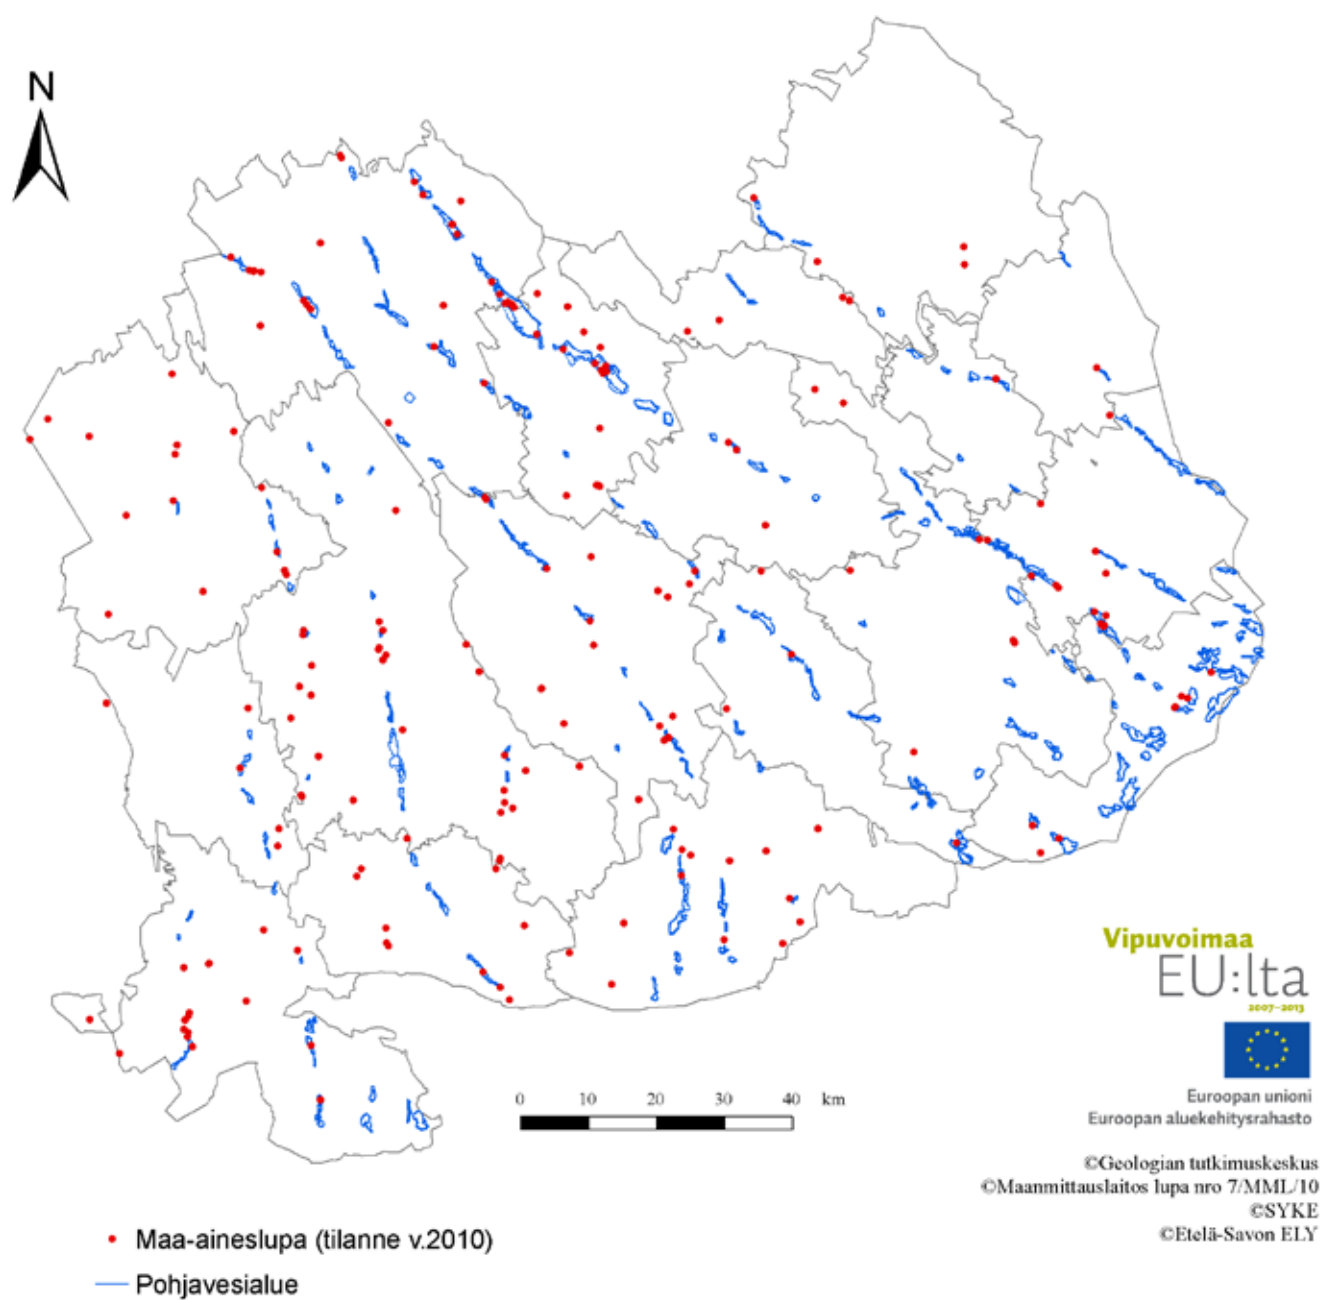 N
Vipuvoimaa
EU:lta
2007–2013
0 10 20 30 40 km
Euroopan unioni
Euroopan aluekehitysrahasto
©Geologian tutkimuskeskus
©Maanmittauslaitos lupa nro 7/MML/10
©SYKE
©Etelä-Savon ELY
Maa-aineslupa (tilanne v.2010)
Pohjavesialue